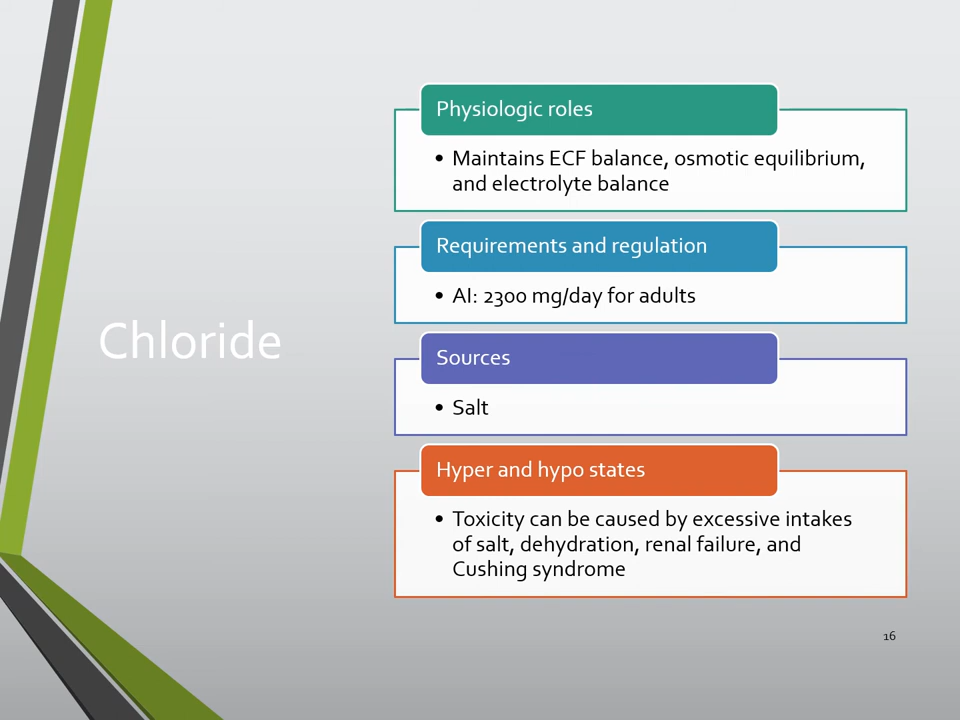 Chloride
Physiologic roles
• Maintains ECF balance, osmotic equilibrium,
and electrolyte balance
Requirements and regulation
• AI: 2300 mg/day for adults
Sources
• Salt
Hyper and hypo states
• Toxicity can be caused by excessive intakes
of salt, dehydration, renal failure, and
Cushing syndrome
16